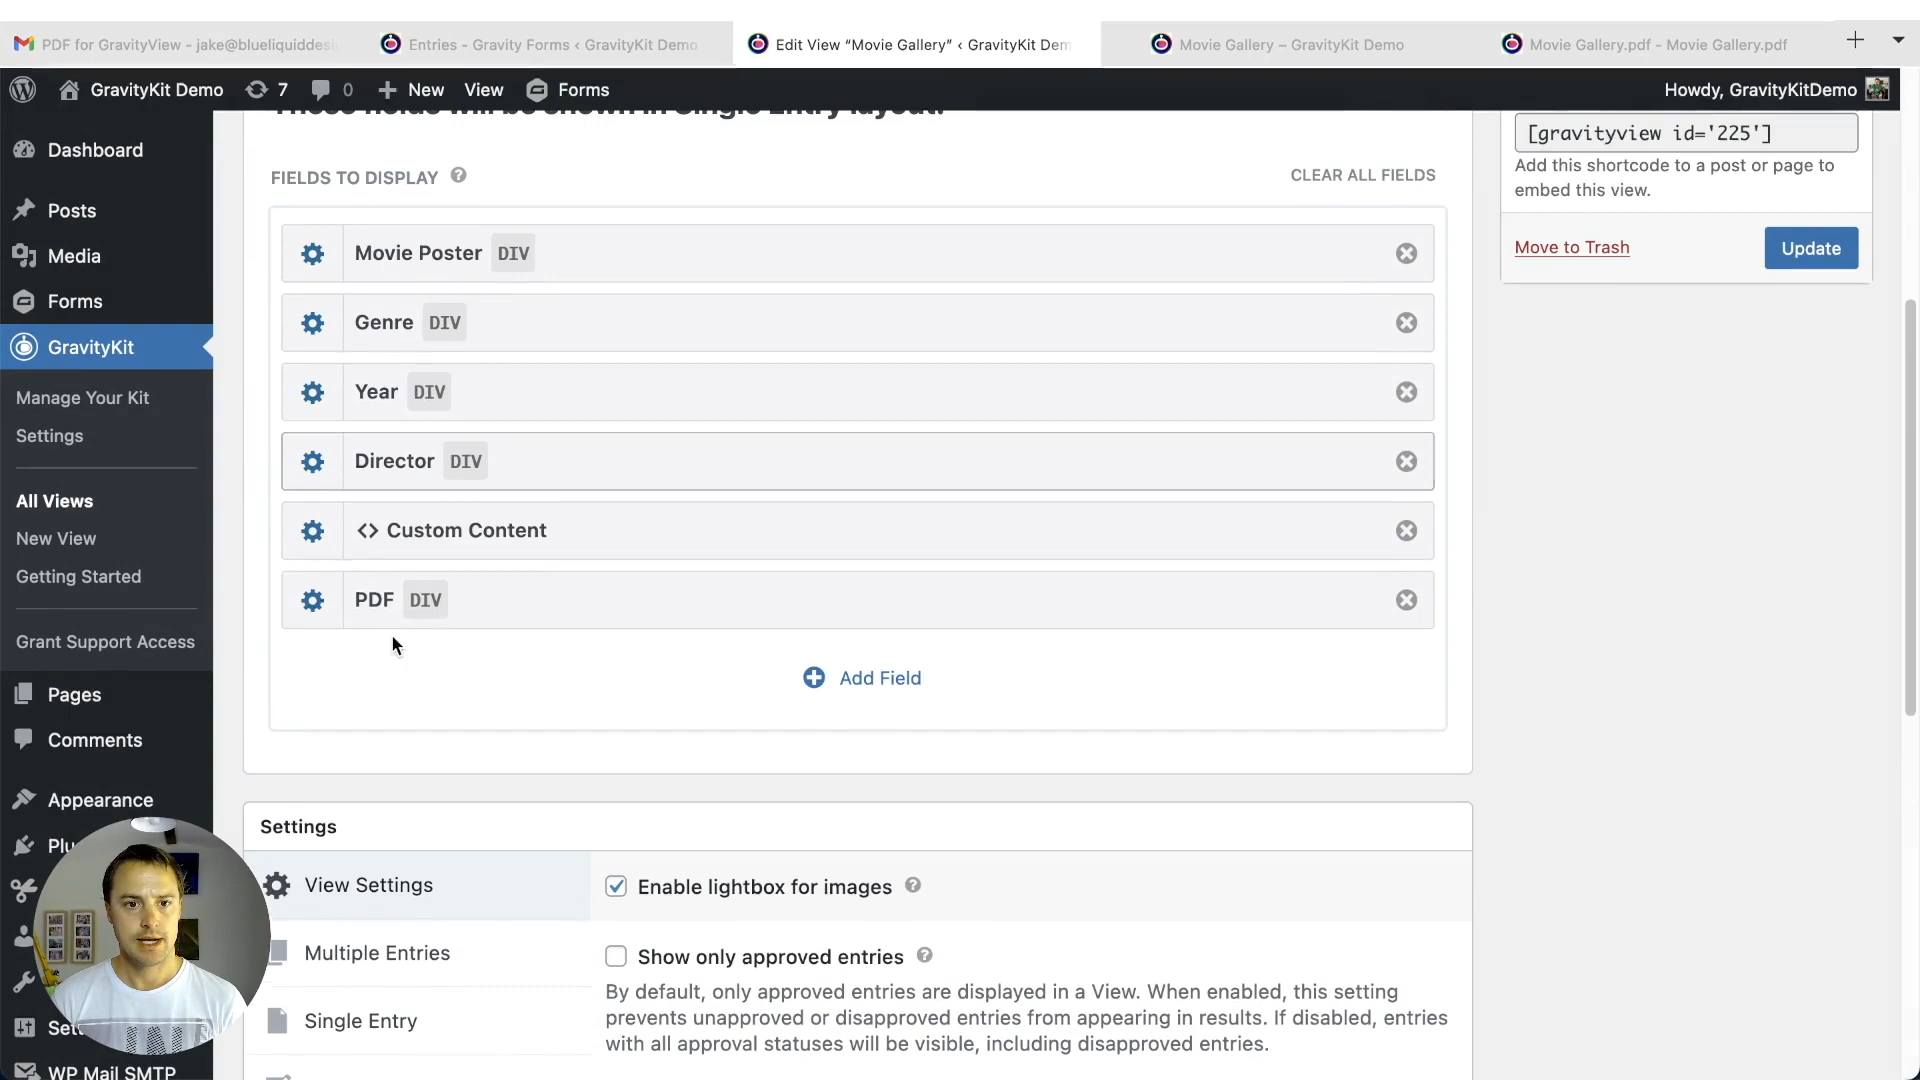 PDF for GravityView - jake@blueliquiddesi
Entries - Gravity Forms ‹ GravityKit Demo
Edit View “Movie Gallery” ‹ GravityKit Dem
Movie Gallery – GravityKit Demo
Movie Gallery.pdf - Movie Gallery.pdf
GravityKit Demo
7
0
New
View
Forms
Howdy, GravityKitDemo
These fields will be shown in Single Entry layout.
Dashboard
Posts
Media
Forms
GravityKit
Manage Your Kit
Settings
All Views
New View
Getting Started
Grant Support Access
Pages
Comments
Appearance
Plu
Set
WP Mail SMTP
FIELDS TO DISPLAY
CLEAR ALL FIELDS
Movie Poster DIV
Genre DIV
Year DIV
Director DIV
<> Custom Content
PDF DIV
Add Field
[gravityview id='225']
Add this shortcode to a post or page to
embed this view.
Move to Trash
Update
Settings
View Settings
Multiple Entries
Single Entry
Enable lightbox for images
Show only approved entries
By default, only approved entries are displayed in a View. When enabled, this setting
prevents unapproved or disapproved entries from appearing in results. If disabled, entries
with all approval statuses will be visible, including disapproved entries.